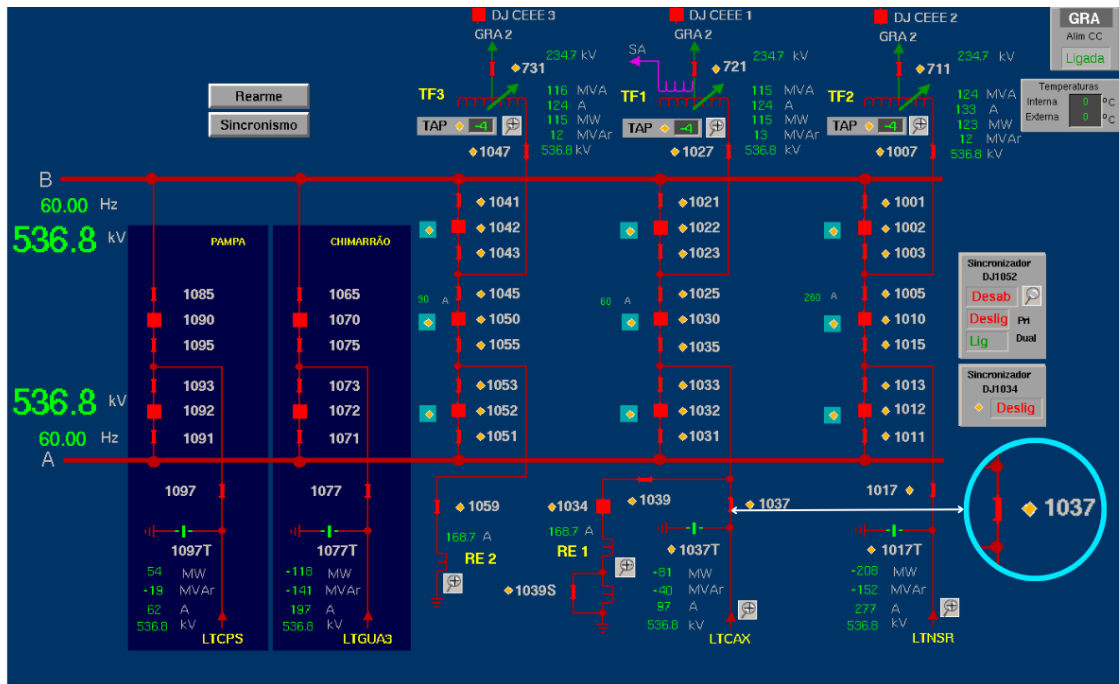 DJ CEEE 3
DJ CEEE 1
DJ CEEE 2
GRA 2
GRA 2
GRA 2
GRA
Alim CC
Ligada
234.7 kV
SA
234.7 kV
234.7 kV
731
721
711
TF3
TF1
TF2
116 MVA
124 A
115 MW
12 MVAr
536.8 kV
115 MVA
124 A
115 MW
13 MVAr
536.8 kV
124 MVA
133 A
123 MW
12 MVAr
536.8 kV
Temperaturas
Interna 0 ºC
Externa 0 ºC
Rearme
Sincronismo
TAP -4
TAP -4
TAP -4
1047
1027
1007
B
60.00 Hz
536.8 kV
PAMPA
CHIMARRÃO
1041
1042
1043
1021
1022
1023
1001
1002
1003
1085
1090
1095
1065
1070
1075
90 A
1045
1050
1055
60 A
1025
1030
1035
260 A
1005
1010
1015
Sincronizador
DJ1052
Desab
Deslig Pri
Lig Dual
536.8 kV
60.00 Hz
A
1093
1092
1091
1073
1072
1071
1053
1052
1051
1033
1032
1031
1013
1012
1011
Sincronizador
DJ1034
Deslig
1097
1077
1059
1034
1039
1037
1017
1037
168.7 A
168.7 A
1097T
1077T
RE 2
RE 1
1037T
1017T
1039S
54 MW
-19 MVAr
62 A
536.8 kV
-118 MW
-141 MVAr
197 A
536.8 kV
-81 MW
-40 MVAr
97 A
536.8 kV
-208 MW
-152 MVAr
277 A
536.8 kV
LTCPS
LTGUA3
LTCAX
LTNSR